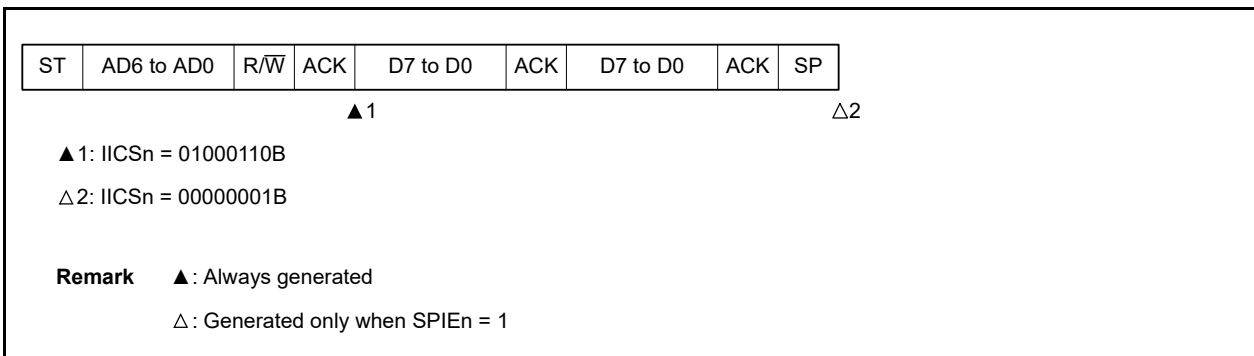 ST AD6 to AD0 R/W̅ ACK D7 to D0 ACK D7 to D0 ACK SP
▲1 △2
▲1: IICSn = 01000110B
△2: IICSn = 00000001B
Remark ▲: Always generated
△: Generated only when SPIEn = 1